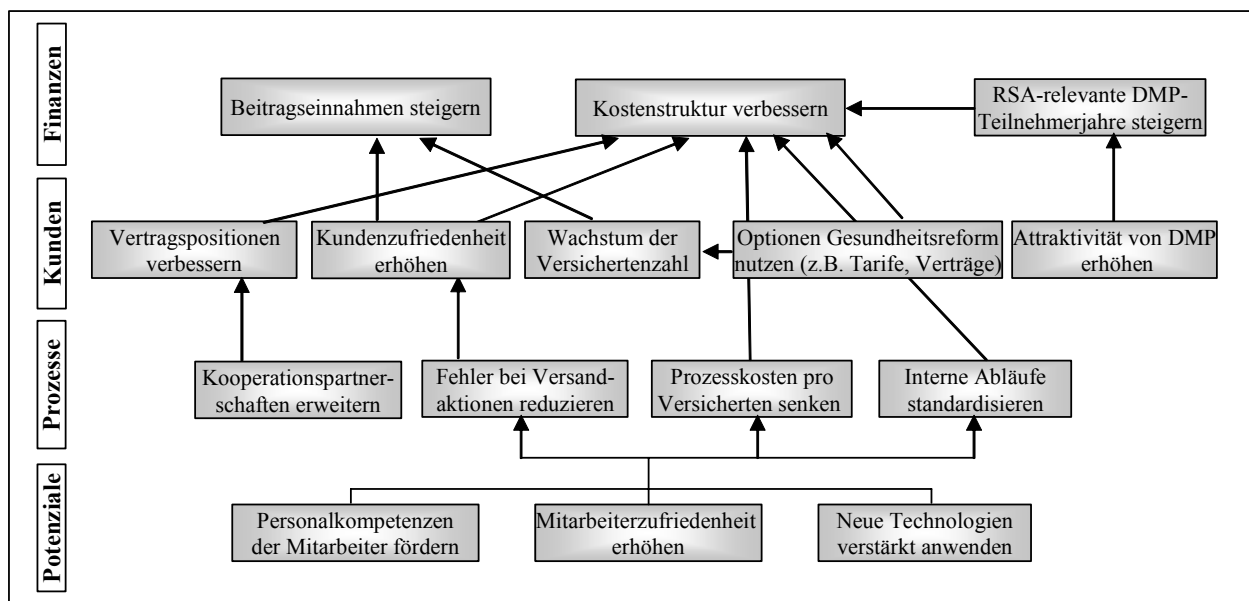 Finanzen
Beitragseinnahmen steigern
Kostenstruktur verbessern
RSA-relevante DMP-
Teilnehmerjahre steigern
Kunden
Vertragspositionen
verbessern
Kundenzufriedenheit
erhöhen
Wachstum der
Versichertenzahl
Optionen Gesundheitsreform
nutzen (z.B. Tarife, Verträge)
Attraktivität von DMP
erhöhen
Prozesse
Kooperationspartner-
schaften erweitern
Fehler bei Versand-
aktionen reduzieren
Prozesskosten pro
Versicherten senken
Interne Abläufe
standardisieren
Potenziale
Personalkompetenzen
der Mitarbeiter fördern
Mitarbeiterzufriedenheit
erhöhen
Neue Technologien
verstärkt anwenden